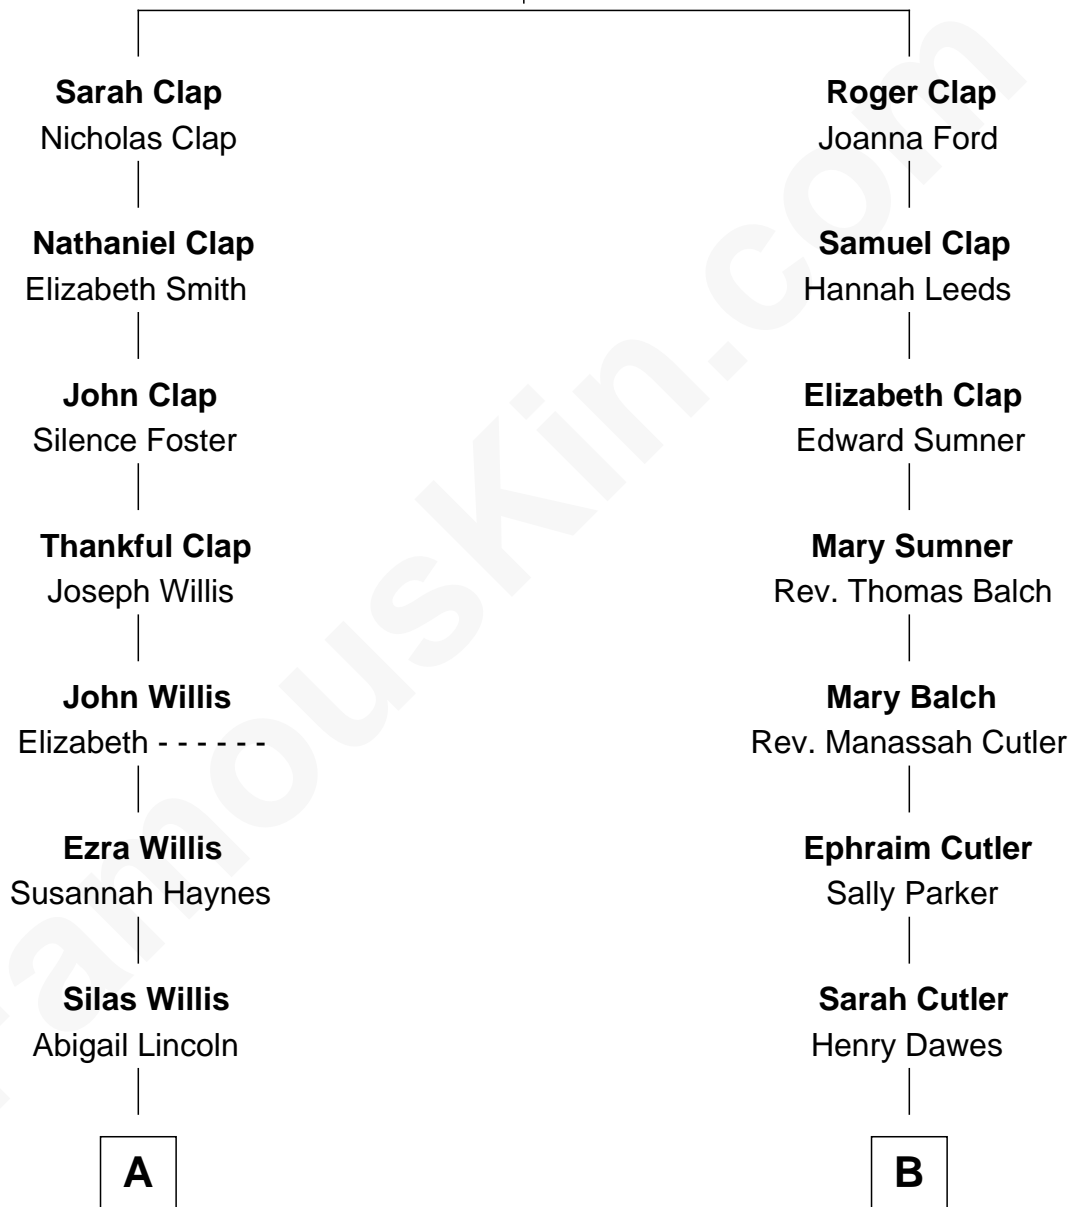 Sarah Clap
Nicholas Clap
Nathaniel Clap
Elizabeth Smith
John Clap
Silence Foster
Thankful Clap
Joseph Willis
John Willis
Elizabeth - - - - - -
Ezra Willis
Susannah Haynes
Silas Willis
Abigail Lincoln
A
Roger Clap
Joanna Ford
Samuel Clap
Hannah Leeds
Elizabeth Clap
Edward Sumner
Mary Sumner
Rev. Thomas Balch
Mary Balch
Rev. Manassah Cutler
Ephraim Cutler
Sally Parker
Sarah Cutler
Henry Dawes
B
FamousKin.com